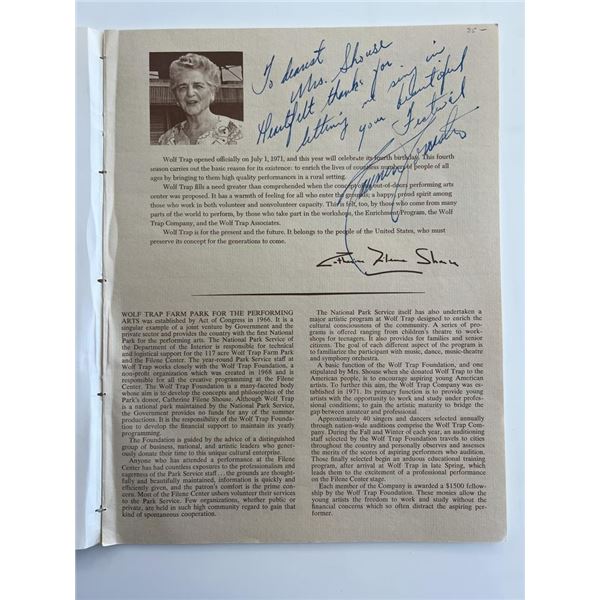 35 —
To dearest
Mrs. Shouse
Heartfelt thanks for
letting me sing in
your beautiful
Festival
Wolf Trap opened officially on July 1, 1971, and this year will celebrate its fourth birthday. This fourth
season carries out the basic reason for its existence: to enrich the lives of countless numbers of people of all
ages by bringing to them high quality performances in a rural setting.
Wolf Trap fills a need greater than comprehended when the concept of out-of-doors performing arts
center was proposed. It has a warmth of feeling for all who enter the grounds; a happy proud spirit among
those who work in both volunteer and nonvolunteer capacity. This is felt, too, by those who come from many
parts of the world to perform, by those who take part in the workshops, the Enrichment Program, the Wolf
Trap Company, and the Wolf Trap Associates.
Wolf Trap is for the present and the future. It belongs to the people of the United States, who must
preserve its concept for the generations to come.
Catherine Filene Shouse
WOLF TRAP FARM PARK FOR THE PERFORMING
ARTS was established by Act of Congress in 1966. It is a
singular example of a joint venture by Government and the
private sector and provides the country with the first National
Park for the performing arts. The National Park Service of
the Department of the Interior is responsible for technical
and logistical support for the 117 acre Wolf Trap Farm Park
and the Filene Center. The year-round Park Service staff at
Wolf Trap works closely with the Wolf Trap Foundation,
a non-profit organization which was created in 1968 and is
responsible for all the creative programming at the Filene
Center. The Wolf Trap Foundation is a many-faceted body
whose aim is to develop the concepts and philosophies of the
Park's donor, Catherine Filene Shouse. Although Wolf Trap
is a national park maintained by the National Park Service,
the Government provides no funds for any of the summer
productions. It is the responsibility of the Wolf Trap Founda-
tion to develop the financial support to maintain its yearly
programming.
The Foundation is guided by the advice of a distinguished
group of business, national, and artistic leaders who gener-
ously donate their time to this unique cultural enterprise.
Anyone who has attended a performance at the Filene
Center has had countless exposures to the professionalism and
eagerness of the Park Service staff . . . the grounds are thought-
fully and beautifully maintained, information is quickly and
efficiently given, and the patron's comfort is the prime con-
cern. Most of the Filene Center ushers volunteer their services
to the Park Service. Few organizations, whether public or
private, are held in such high community regard to gain that
kind of spontaneous cooperation.
The National Park Service itself has also undertaken a
major artistic program at Wolf Trap designed to enrich the
cultural consciousness of the community. A series of pro-
grams is offered ranging from children's theatre to work-
shops for teenagers. It also provides for families and senior
citizens. The goal of each different aspect of the program is
to familiarize the participant with music, dance, music-theatre
and symphony orchestra.
A basic function of the Wolf Trap Foundation, and one
stipulated by Mrs. Shouse when she donated Wolf Trap to the
American people, is to encourage aspiring young American
artists. To further this aim, the Wolf Trap Company was es-
tablished in 1971. Its primary function is to provide young
artists with the opportunity to work and study under profes-
sional conditions; to gain in artistic maturity to bridge the
gap between amateur and professional.
Approximately 40 singers and dancers selected annually
through nation-wide auditions comprise the Wolf Trap Com-
pany. During the Fall and Winter of each year, an auditioning
staff selected by the Wolf Trap Foundation travels to cities
throughout the country and personally observes and assesses
the merits of the scores of aspiring performers who audition.
Those finally selected begin an arduous educational training
program, after arrival at Wolf Trap in late Spring, which
leads them to the excitement of a professional performance
on the Filene Center stage.
Each member of the Company is awarded a $1500 fellow-
ship by the Wolf Trap Foundation. These monies allow the
young artists the freedom to work and study without the
financial concerns which so often distract the aspiring per-
former.